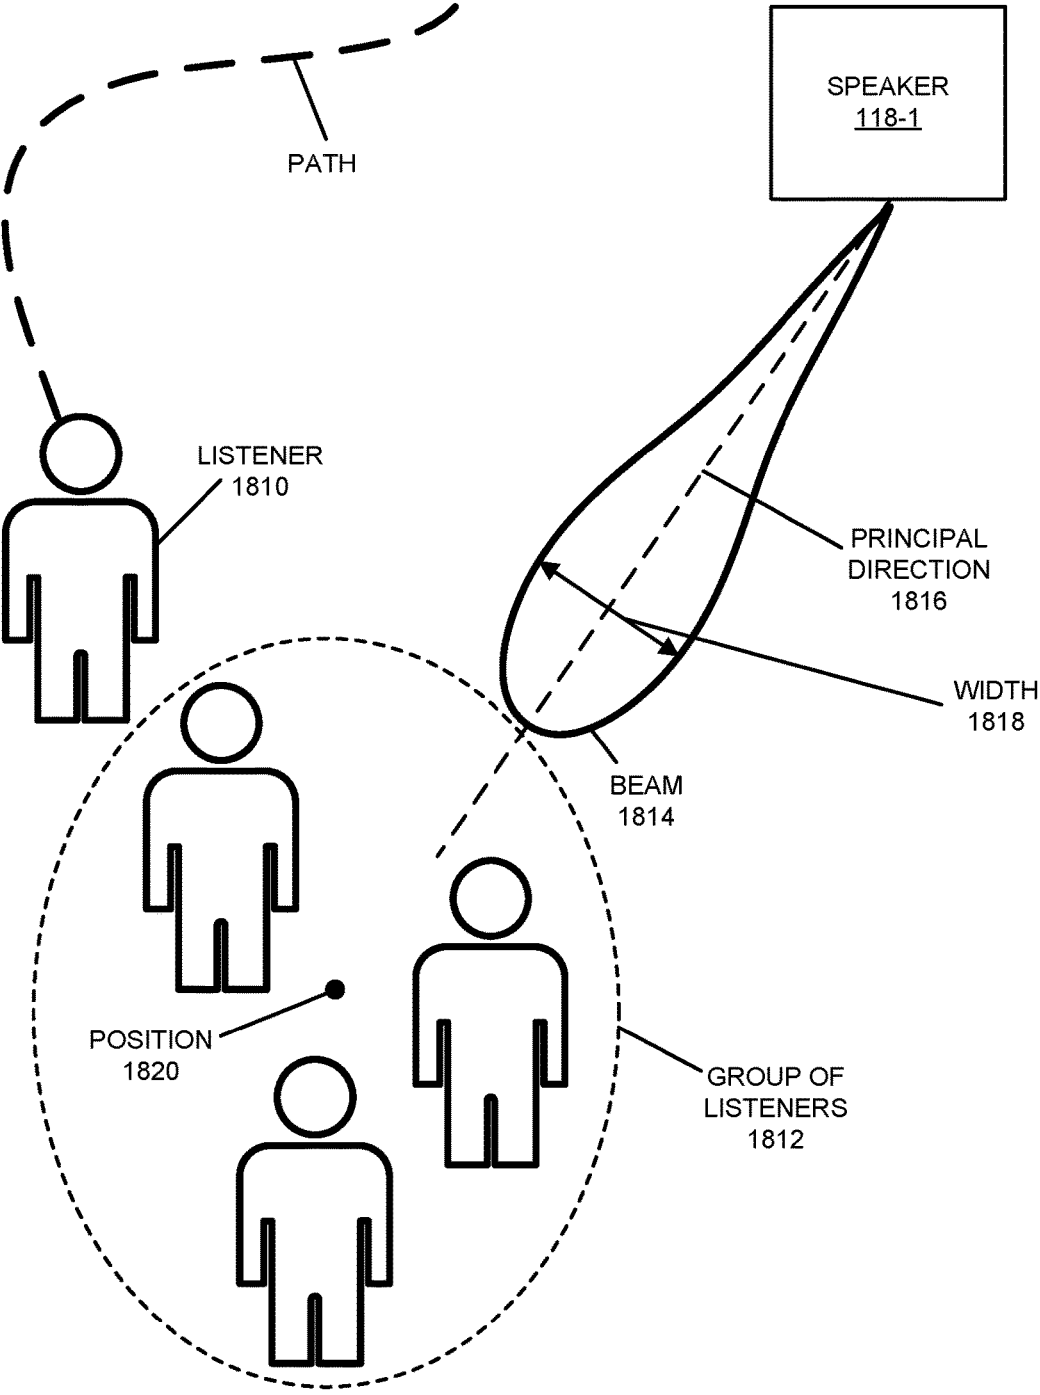 SPEAKER
118-1
PATH
LISTENER
1810
PRINCIPAL
DIRECTION
1816
WIDTH
1818
BEAM
1814
POSITION
1820
GROUP OF
LISTENERS
1812